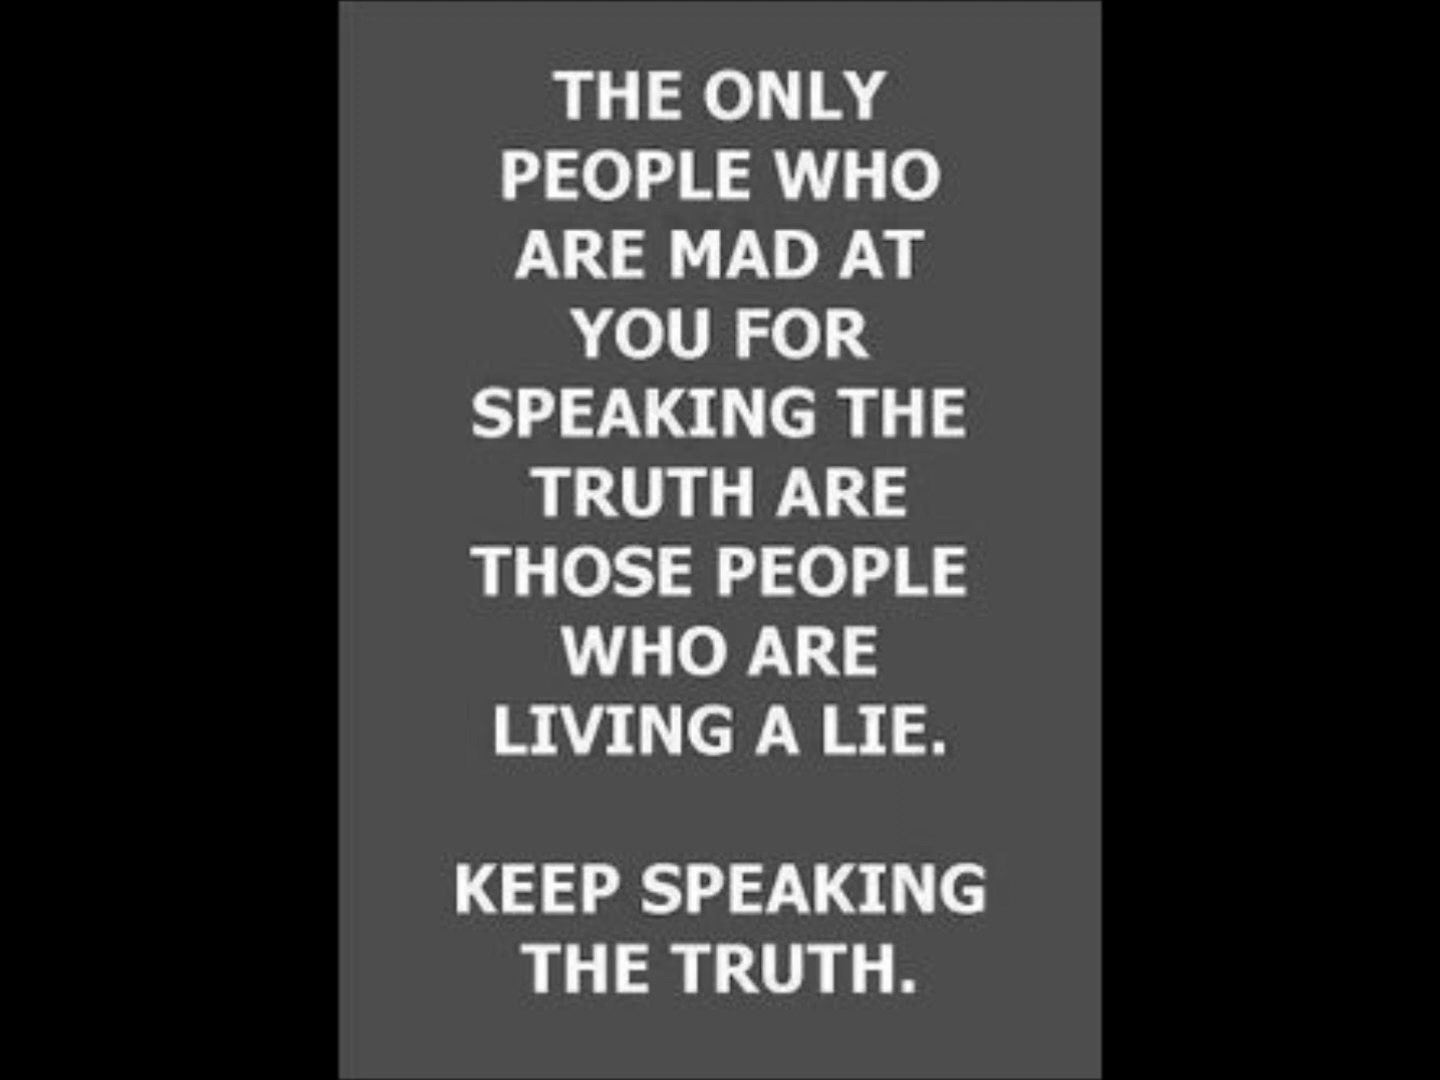 THE ONLY
PEOPLE WHO
ARE MAD AT
YOU FOR
SPEAKING THE
TRUTH ARE
THOSE PEOPLE
WHO ARE
LIVING A LIE.
KEEP SPEAKING
THE TRUTH.